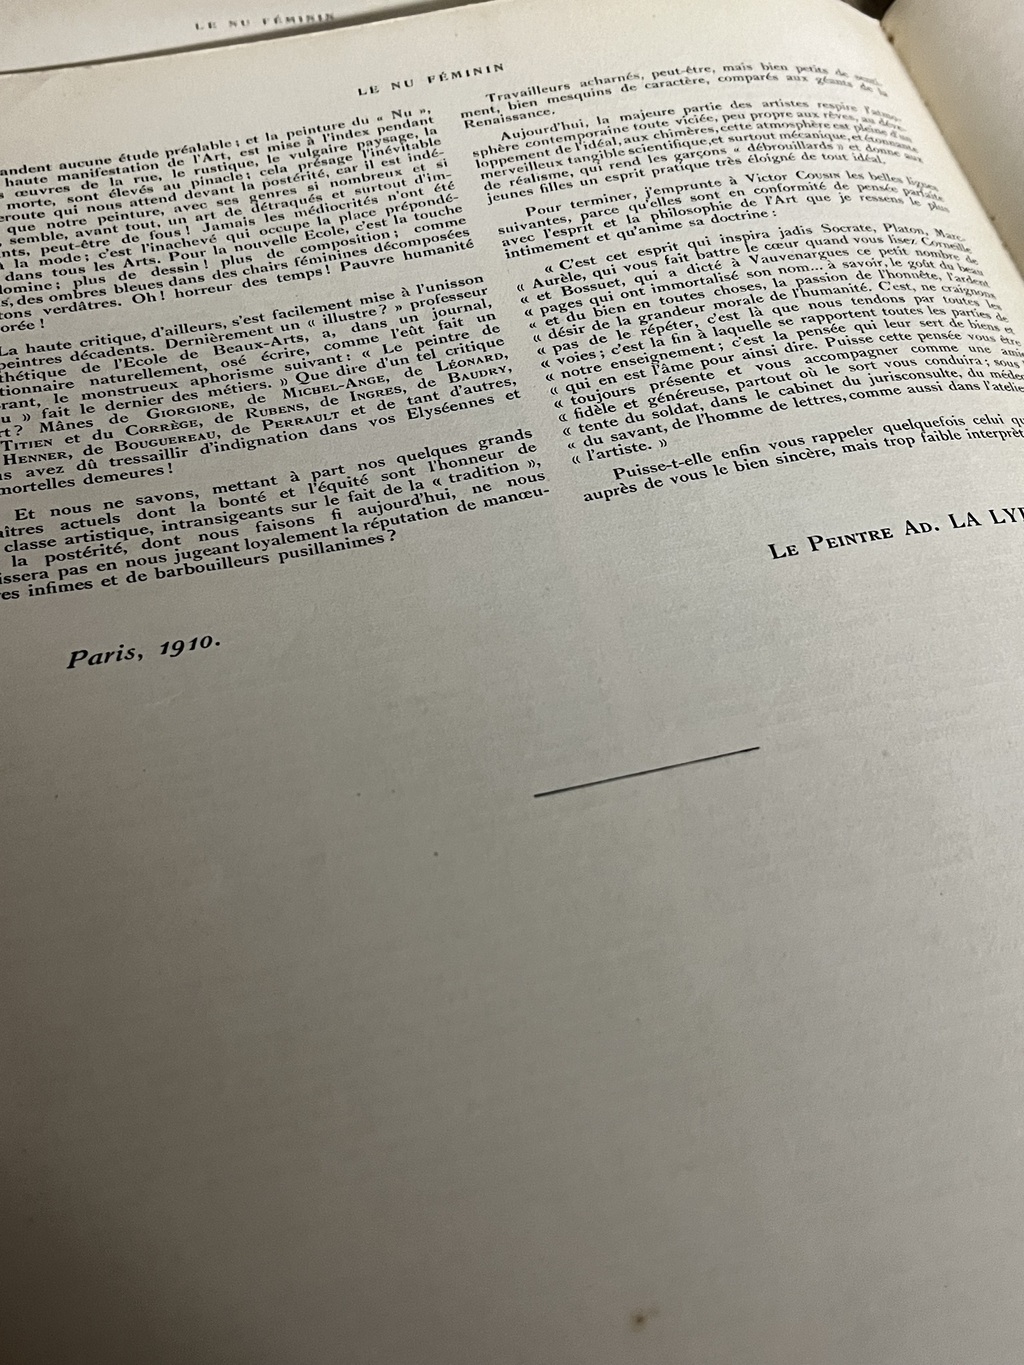 LE NU FÉMININ
LE NU FÉMININ
andent aucune étude préalable ; et la peinture du « Nu »,
haute manifestation de l'Art, est mise à l'index pendant
œuvres de la rue, le rustique, le vulgaire paysage, la
morte, sont élevés au pinacle ; cela présage l'inévitable
eroute qui nous attend devant la postérité, car il est indé-
que notre peinture, avec ses genres si nombreux et si
semble, avant tout, un art de détraqués et surtout d'im-
nts, peut-être de fous ! Jamais les médiocrités n'ont été
à la mode ; c'est l'inachevé qui occupe la place prépondé-
dans tous les Arts. Pour la nouvelle Ecole, c'est la touche
domine ; plus de dessin ! plus de composition ; comme
s, des ombres bleues dans des chairs féminines décomposées
tons verdâtres. Oh ! horreur des temps ! Pauvre humanité
orée !
La haute critique, d'ailleurs, s'est facilement mise à l'unisson
peintres décadents. Dernièrement un « illustre ? » professeur
thétique de l'Ecole de Beaux-Arts, a, dans un journal,
tionnaire naturellement, osé écrire, comme l'eût fait un
rant, le monstrueux aphorisme suivant : « Le peintre de
u » fait le dernier des métiers. » Que dire d'un tel critique
rt ? Mânes de GIORGIONE, de MICHEL-ANGE, de LÉONARD,
TITIEN et du CORRÈGE, de RUBENS, de INGRES, de BAUDRY,
HENNER, de BOUGUEREAU, de PERRAULT et de tant d'autres,
s avez dû tressaillir d'indignation dans vos Elyséennes et
mortelles demeures !
Et nous ne savons, mettant à part nos quelques grands
aîtres actuels dont la bonté et l'équité sont l'honneur de
classe artistique, intransigeants sur le fait de la « tradition »,
la postérité, dont nous faisons fi aujourd'hui, ne nous
issera pas en nous jugeant loyalement la réputation de manœu-
es infimes et de barbouilleurs pusillanimes ?
Travailleurs acharnés, peut-être, mais bien petits de senti-
ment, bien mesquins de caractère, comparés aux géants de la
Renaissance.
Aujourd'hui, la majeure partie des artistes respire l'atmo-
sphère contemporaine toute viciée, peu propre aux rêves, au déve-
loppement de l'idéal, aux chimères, cette atmosphère est pleine d'un
merveilleux tangible scientifique, et surtout mécanique, et étonnante
de réalisme, qui rend les garçons « débrouillards » et donne aux
jeunes filles un esprit pratique très éloigné de tout idéal.
Pour terminer, j'emprunte à Victor COUSIN les belles lignes
suivantes, parce qu'elles sont en conformité de pensée parfaite
avec l'esprit et la philosophie de l'Art que je ressens le plus
intimement et qu'anime sa doctrine :
« C'est cet esprit qui inspira jadis Socrate, Platon, Marc-
« Aurèle, qui vous fait battre le cœur quand vous lisez Corneille
« et Bossuet, qui a dicté à Vauvenargues ce petit nombre de
« pages qui ont immortalisé son nom... à savoir, le goût du beau
« et du bien en toutes choses, la passion de l'honnête, l'ardent
« désir de la grandeur morale de l'humanité. C'est, ne craignons
« pas de le répéter, c'est là que nous tendons par toutes les
« voies ; c'est la fin à laquelle se rapportent toutes les parties de
« notre enseignement ; c'est la pensée qui leur sert de biens et
« qui en est l'âme pour ainsi dire. Puisse cette pensée vous être
« toujours présente et vous accompagner comme une amie
« fidèle et généreuse, partout où le sort vous conduira ; sous
« tente du soldat, dans le cabinet du jurisconsulte, du médec
« du savant, de l'homme de lettres, comme aussi dans l'atelie
« l'artiste. »
Puisse-t-elle enfin vous rappeler quelquefois celui qu
auprès de vous le bien sincère, mais trop faible interprèt
LE PEINTRE AD. LA LY
Paris, 1910.